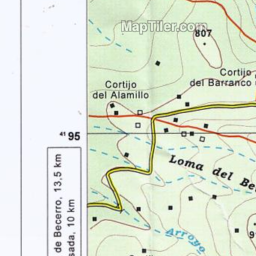 MapTiler.com
807
Cortijo
del Alamillo
Cortijo
del Barranco
41 95
de Becerro, 13,5 km
sada, 10 km
Loma del Be
Arroyo
9